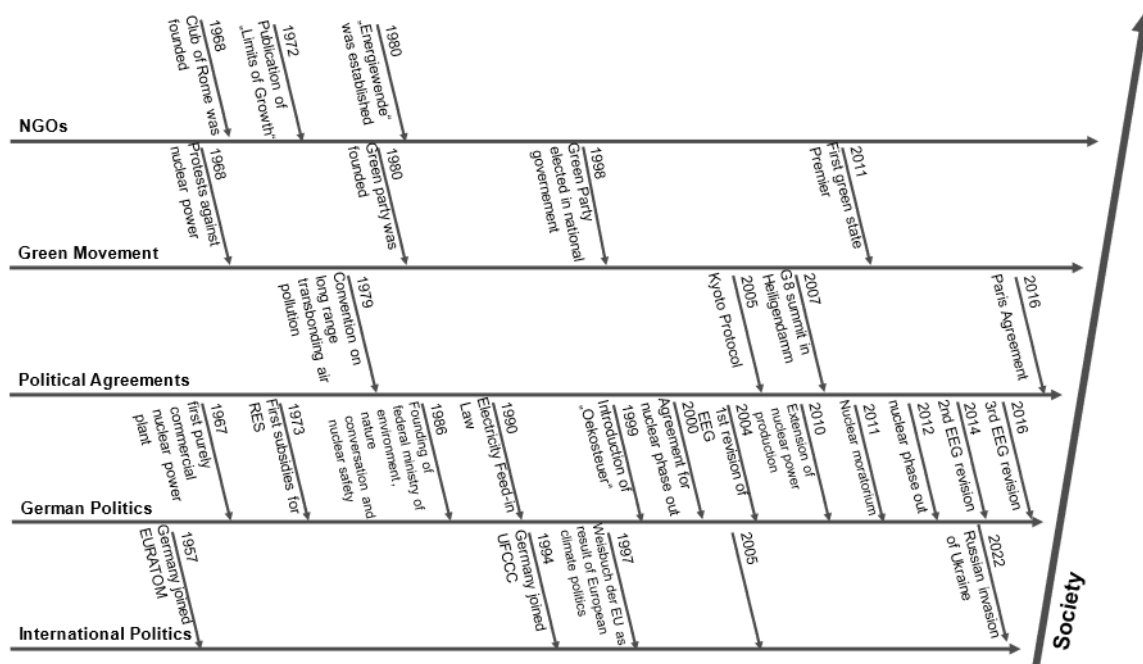 1968
Club of Rome was
founded
1972
Publication of
„Limits of Growth“
1980
„Energiewende“
was established
NGOs
1968
Protests against
nuclear power
1980
Green party was
founded
1998
Green Party
elected in national
governement
2011
First green state
Premier
Green Movement
1979
Convention on
long range
transbonding air
pollution
2005
Kyoto Protocol
2007
G8 summit in
Heiligendamm
2016
Paris Agreement
Political Agreements
1967
first purely
commercial
nuclear power
plant
1973
First subsidies for
RES
1986
Founding of
federal ministry of
environment,
nature
conversation and
nuclear safety
1990
Electricity Feed-in
Law
1999
Introduction of
„Oekosteuer“
2000
Agreement for
nuclear phase out
2004
1st revision of
EEG
2010
Extension of
nuclear power
production
2011
Nuclear moratorium
2012
nuclear phase out
2014
2nd EEG revision
2016
3rd EEG revision
German Politics
1957
Germany joined
EURATOM
1994
Germany joined
UFCCC
1997
Weisbuch der EU as
result of European
climate politics
2005
2022
Russian invasion
of Ukraine
International Politics
Society